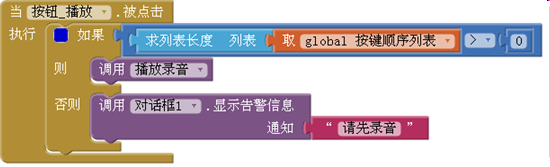 当 按钮_播放 .被点击
执行 如果 求列表长度 列表 取 global 按键顺序列表 > 0
则 调用 播放录音
否则 调用 对话框1 .显示告警信息
通知 “ 请先录音 ”